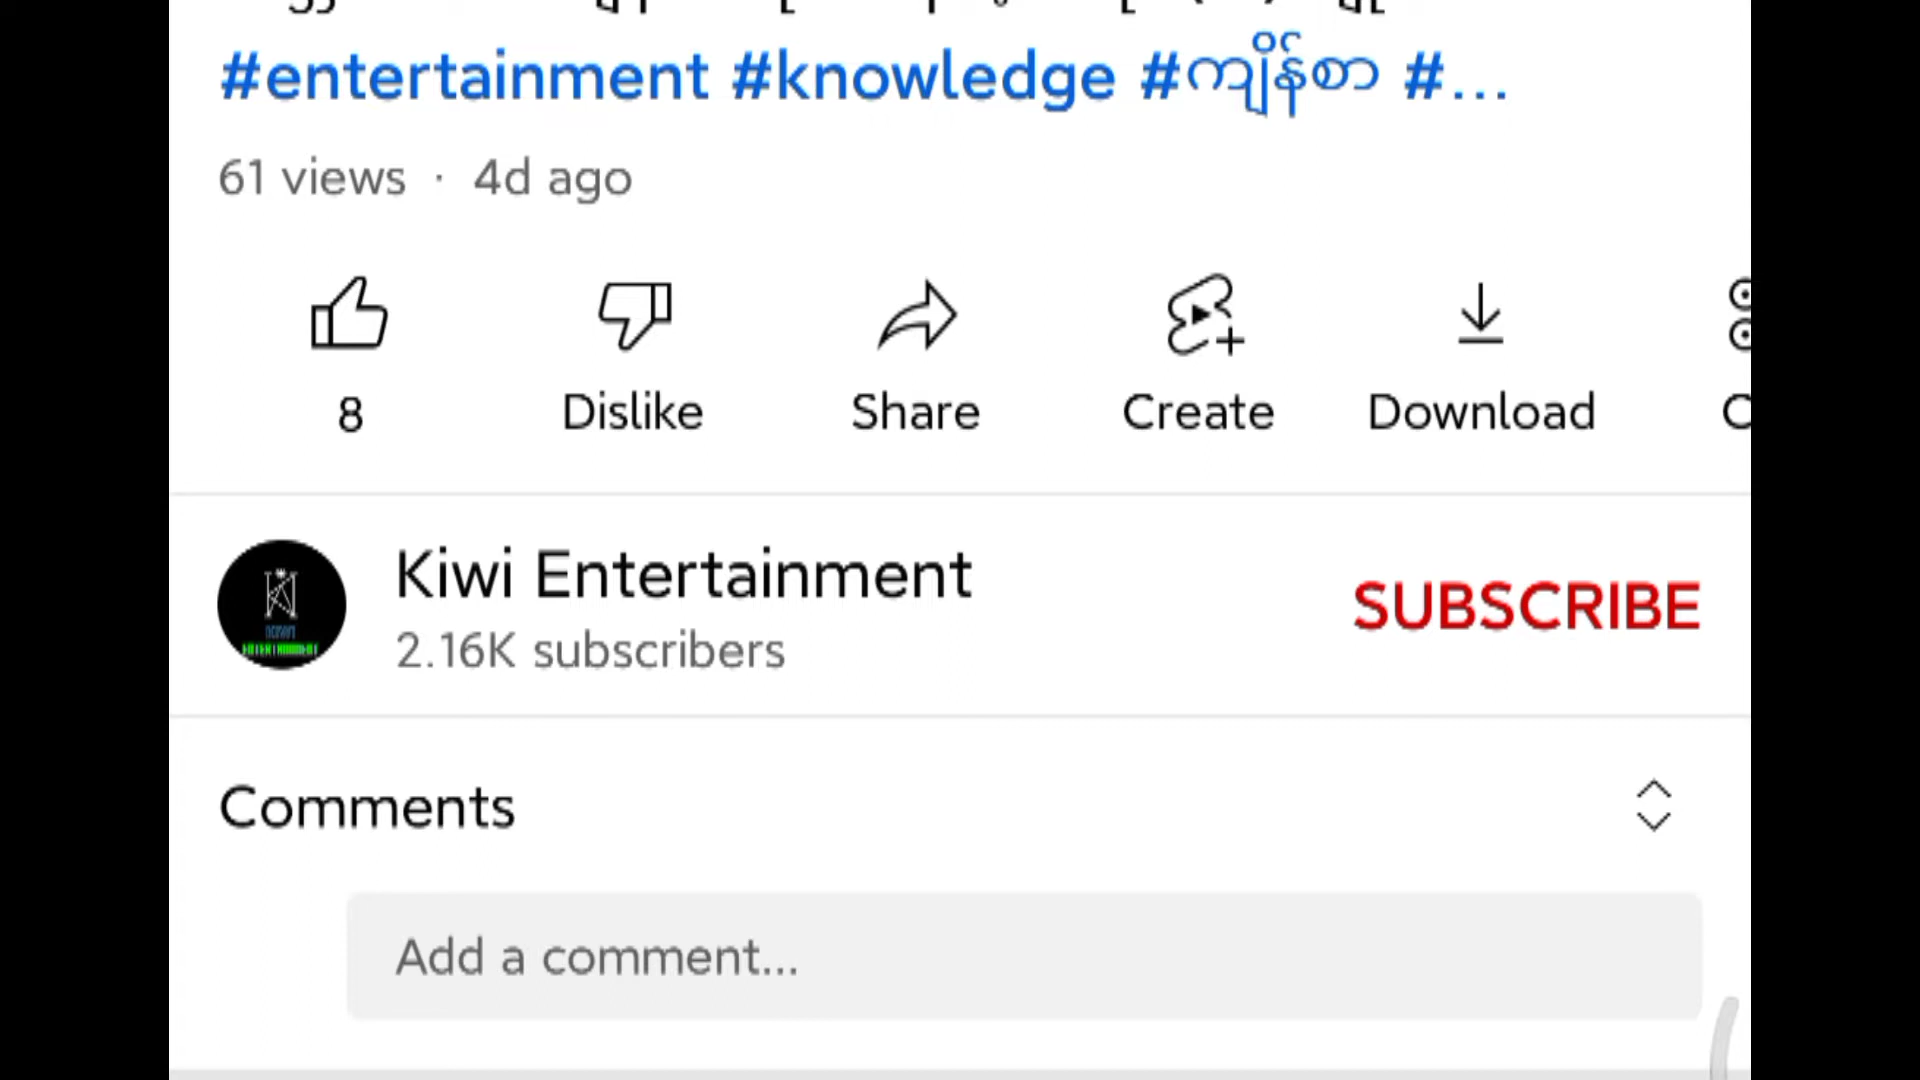 #entertainment #knowledge #ကျိန်စာ #...
61 views · 4d ago
8 Dislike Share Create Download
Kiwi Entertainment
SUBSCRIBE
2.16K subscribers
Comments
Add a comment...